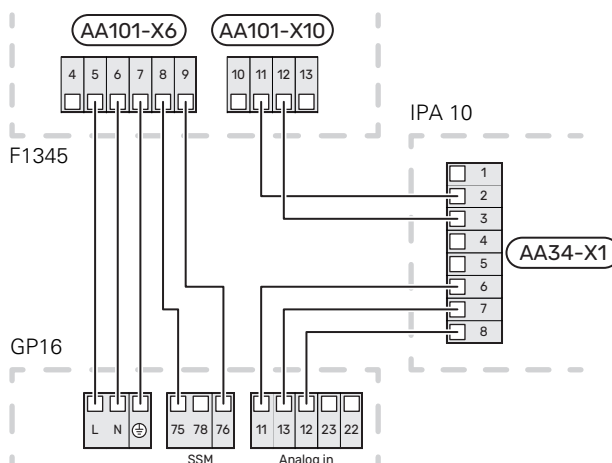 AA101-X6 AA101-X10
4 5 6 7 8 9 10 11 12 13
IPA 10
F1345
1
2
3
4
5
6
7
8
AA34-X1
GP16
L N 75 78 76 11 13 12 23 22
SSM Analog in